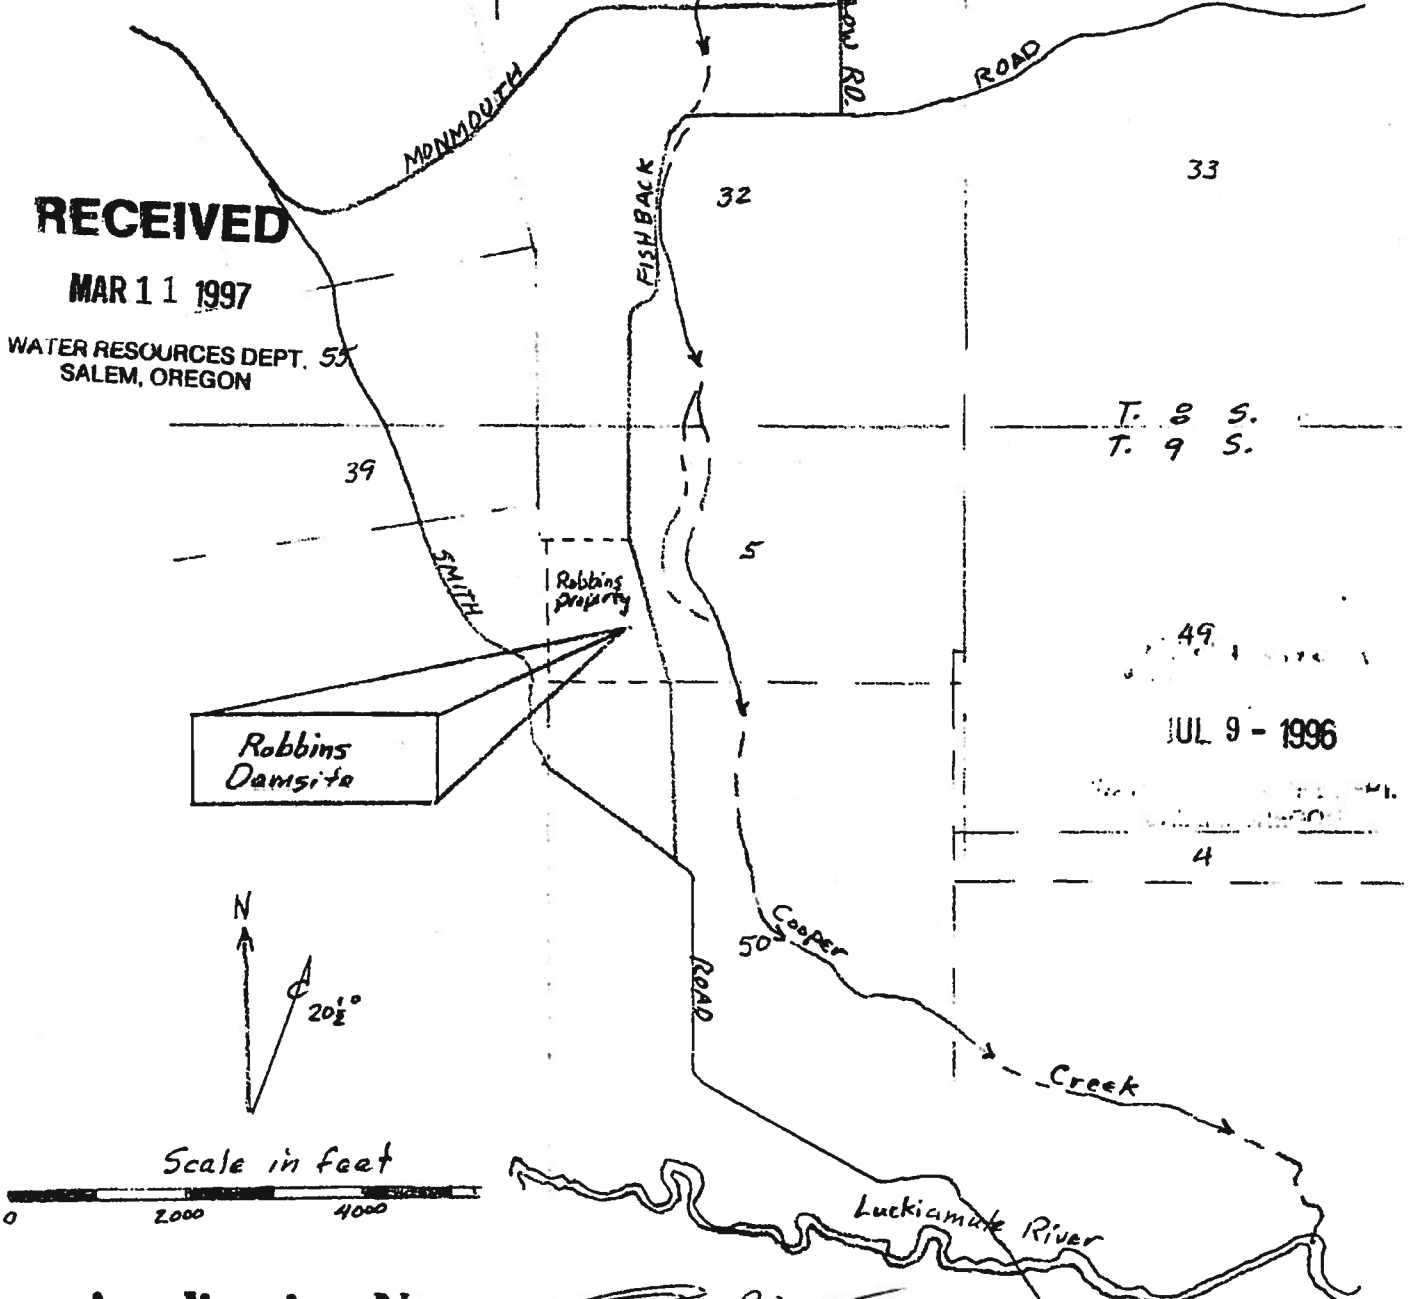 LOW RD.
ROAD
MONMOUTH
FISHBACK
32
33
RECEIVED
MAR 11 1997
WATER RESOURCES DEPT.
SALEM, OREGON
55
T. 8 S.
T. 9 S.
39
SMITH
5
Robbins
property
49
Robbins
Damsite
JUL 9 - 1996
4
N
20½°
50
Cooper
ROAD
Creek
Scale in feet
0 2000 4000
Luckiamute River